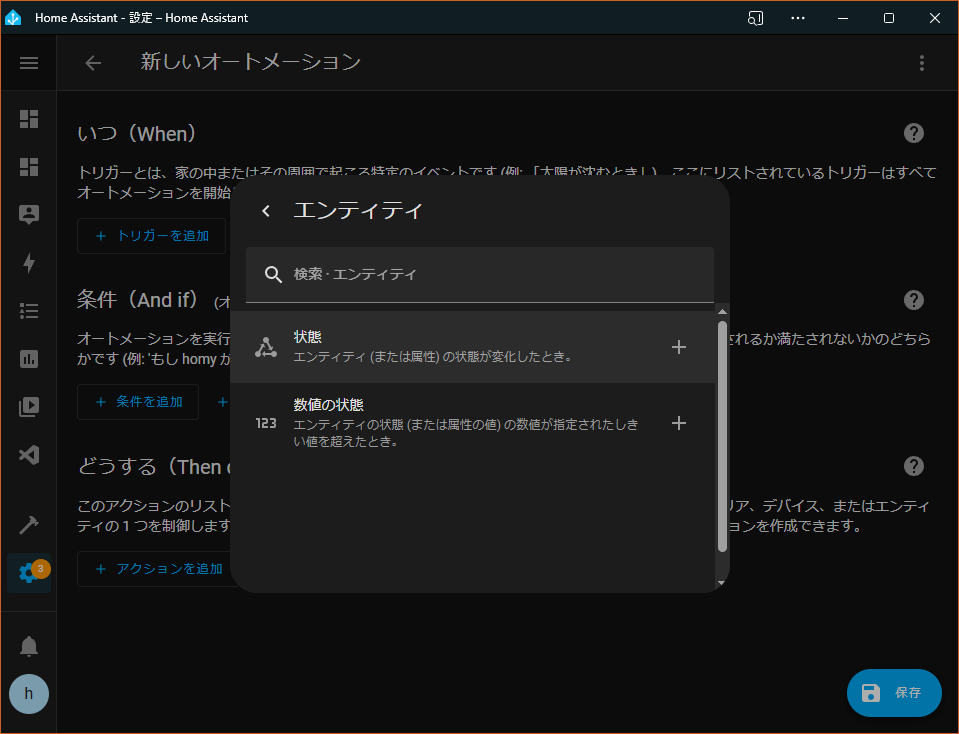 Home Assistant - 設定 – Home Assistant
新しいオートメーション
いつ（When）
トリガーとは、家の中またはその周囲で起こる特定のイベントです (例: 「太陽が沈むとき」)。ここにリストされているトリガーはすべて
オートメーションを開始
+ トリガーを追加
条件（And if）
オートメーションを実行
されるか満たされないかのどちら
かです (例: 'もし homy か
+ 条件を追加
+
どうする（Then
このアクションのリスト
リア、デバイス、またはエンティ
ティの１つを制御します
ョンを作成できます。
+ アクションを追加
エンティティ
検索 · エンティティ
状態
エンティティ (または属性) の状態が変化したとき。
123
数値の状態
エンティティの状態 (または属性の値) の数値が指定されたしき
い値を超えたとき。
3
h
保存